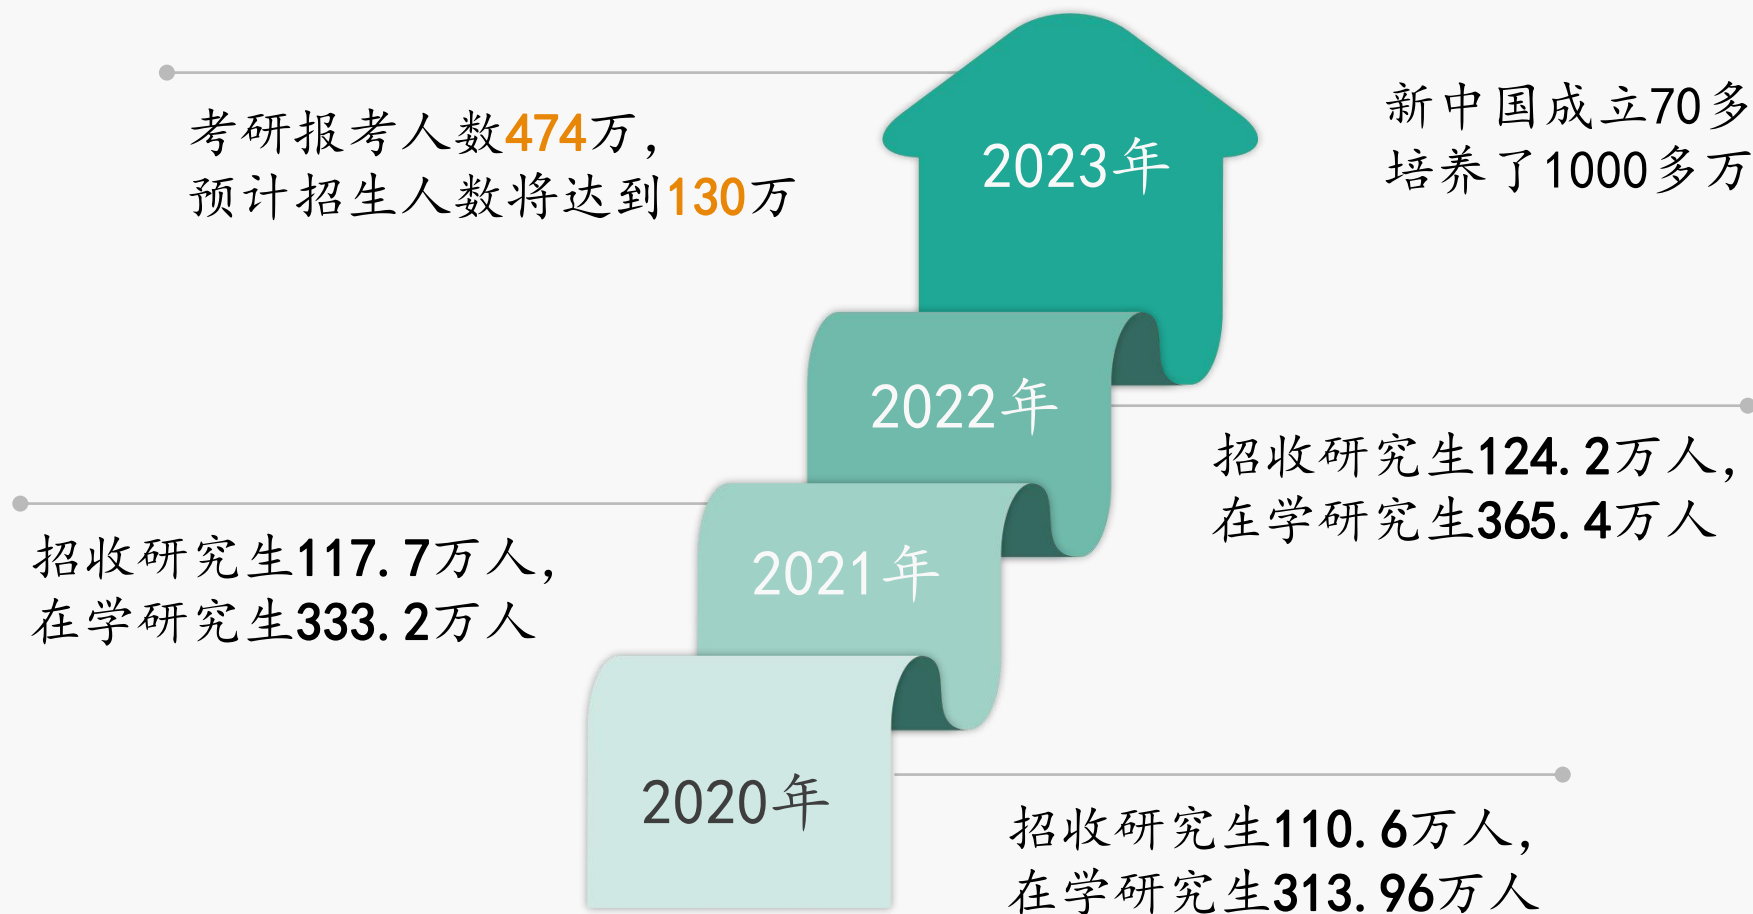 考研报考人数474万，
预计招生人数将达到130万
2023年
新中国成立70多
培养了1000多万
2022年
招收研究生124.2万人，
在学研究生365.4万人
招收研究生117.7万人，
在学研究生333.2万人
2021年
2020年
招收研究生110.6万人，
在学研究生313.96万人